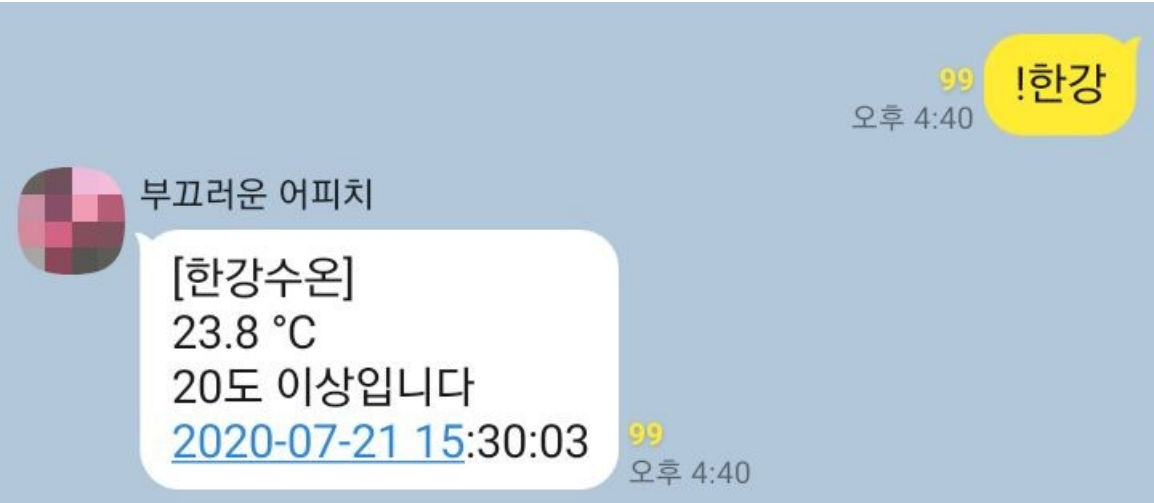 !한강
99
오후 4:40
부끄러운 어피치
[한강수온]
23.8 °C
20도 이상입니다
2020-07-21 15:30:03
99
오후 4:40